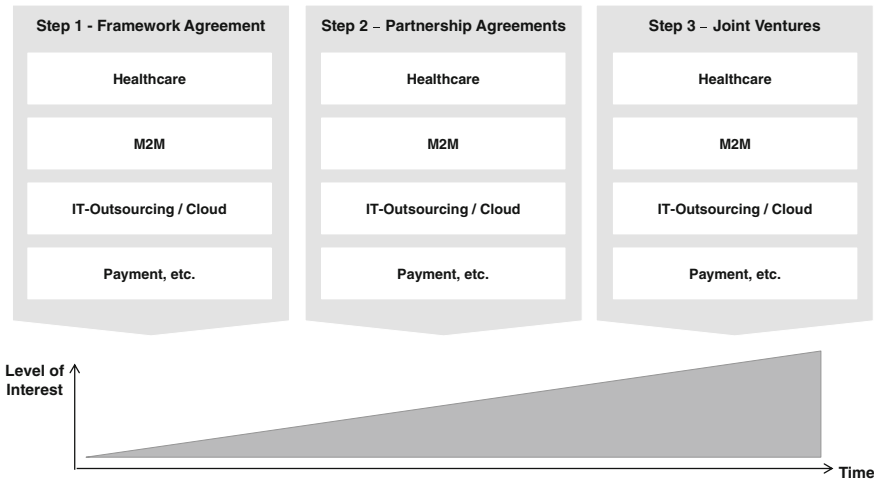 Step 1 - Framework Agreement
Healthcare
M2M
IT-Outsourcing / Cloud
Payment, etc.
Step 2 – Partnership Agreements
Healthcare
M2M
IT-Outsourcing / Cloud
Payment, etc.
Step 3 – Joint Ventures
Healthcare
M2M
IT-Outsourcing / Cloud
Payment, etc.
Level of
Interest
Time